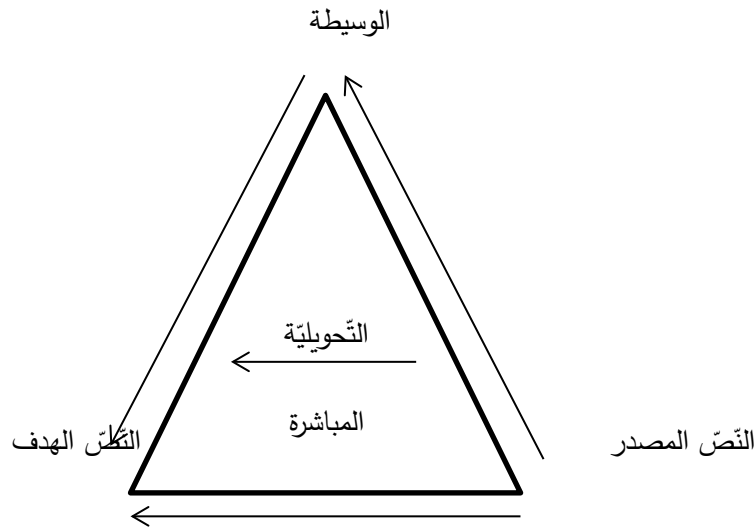 الوسيطة
التّحويليّة
المباشرة
النّصّ المصدر
النّصّ الهدف